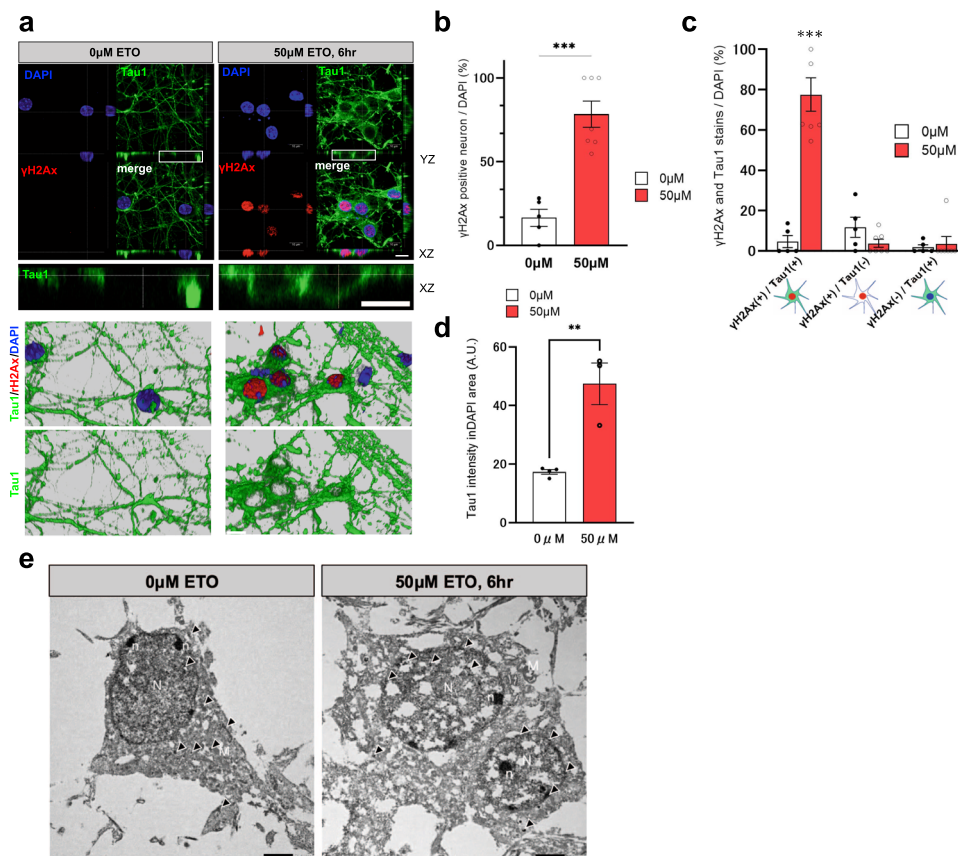 a
0μM ETO
50μM ETO, 6hr
DAPI
Tau1
DAPI
Tau1
γH2Ax
merge
γH2Ax
merge
YZ
XZ
Tau1
XZ
Tau1/rH2Ax/DAPI
Tau1
b
***
γH2Ax positive neuron / DAPI (%)
100
50
0
0μM
50μM
0μM
50μM
c
***
γH2Ax and Tau1 stains / DAPI (%)
100
80
60
40
20
0
0μM
50μM
γH2Ax(+) / Tau1(+)
γH2Ax(+) / Tau1(-)
γH2Ax(-) / Tau1(+)
0μM
50μM
d
**
Tau1 intensity inDAPI area (A.U.)
60
40
20
0
0μM
50μM
e
0μM ETO
50μM ETO, 6hr
n
n
N
M
M
N
n
N
n